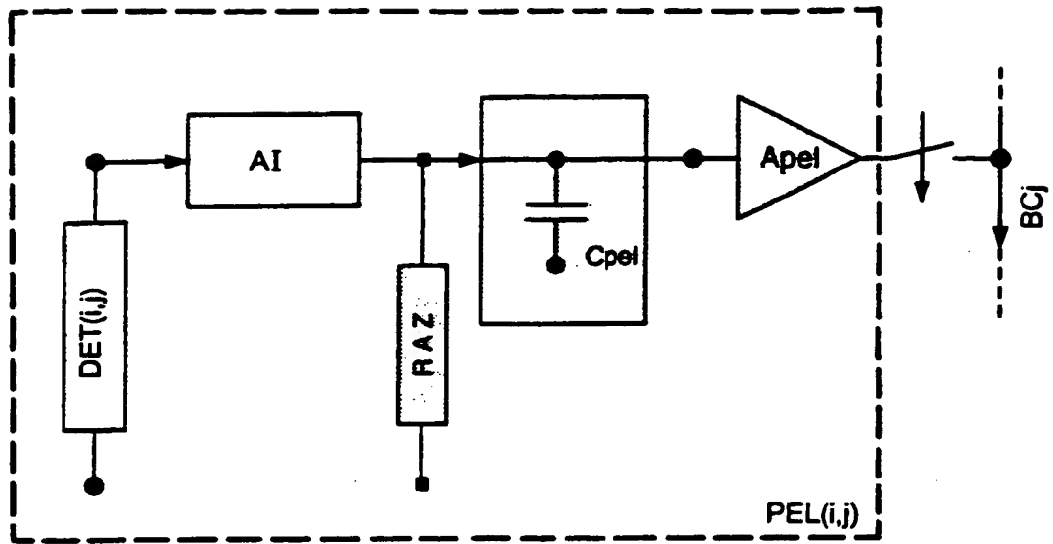 DET(i,j)
AI
RAZ
Cpel
Apel
BCj
PEL(i,j)